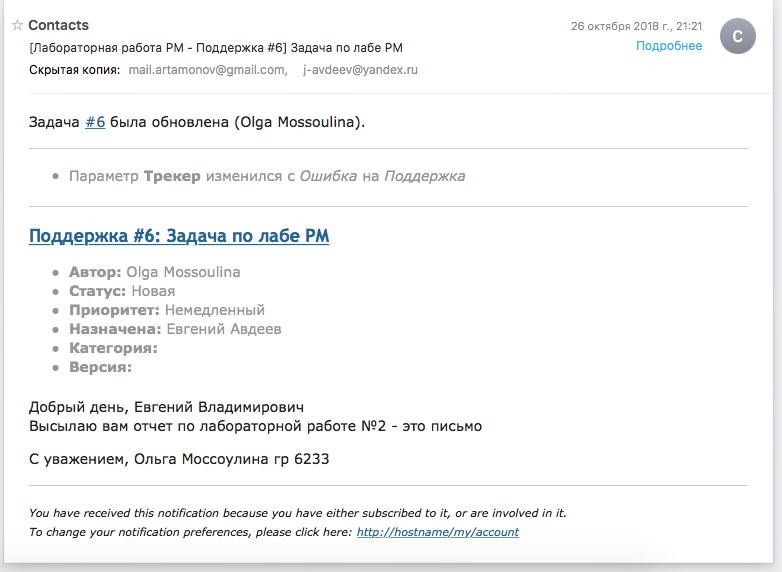 Contacts
26 октября 2018 г., 21:21
C
[Лабораторная работа PM - Поддержка #6] Задача по лабе PM
Подробнее
Скрытая копия: mail.artamonov@gmail.com, j-avdeev@yandex.ru
Задача #6 была обновлена (Olga Mossoulina).
• Параметр Трекер изменился с Ошибка на Поддержка
Поддержка #6: Задача по лабе PM
• Автор: Olga Mossoulina
• Статус: Новая
• Приоритет: Немедленный
• Назначена: Евгений Авдеев
• Категория:
• Версия:
Добрый день, Евгений Владимирович
Высылаю вам отчет по лабораторной работе №2 - это письмо
С уважением, Ольга Моссоулина гр 6233
You have received this notification because you have either subscribed to it, or are involved in it.
To change your notification preferences, please click here: http://hostname/my/account